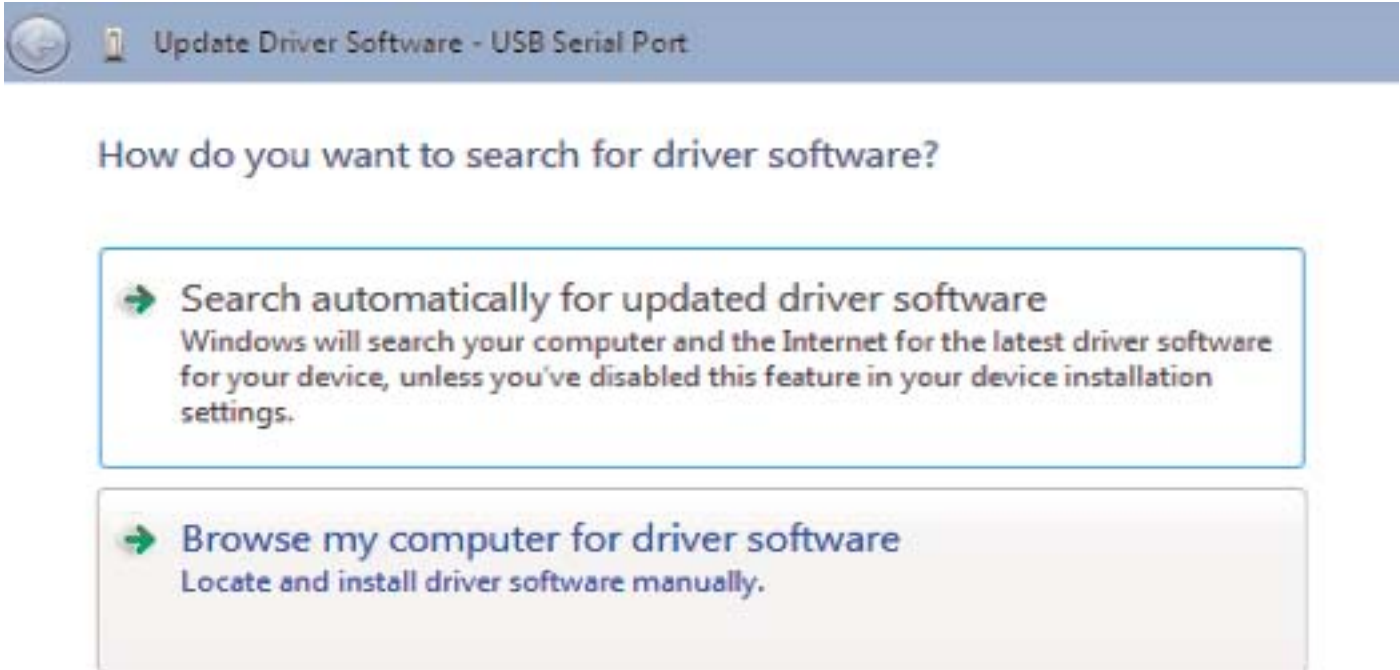 Update Driver Software - USB Serial Port
How do you want to search for driver software?
Search automatically for updated driver software
Windows will search your computer and the Internet for the latest driver software
for your device, unless you've disabled this feature in your device installation
settings.
Browse my computer for driver software
Locate and install driver software manually.